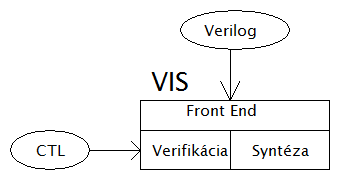 Verilog
VIS
Front End
CTL
Verifikácia
Syntéza